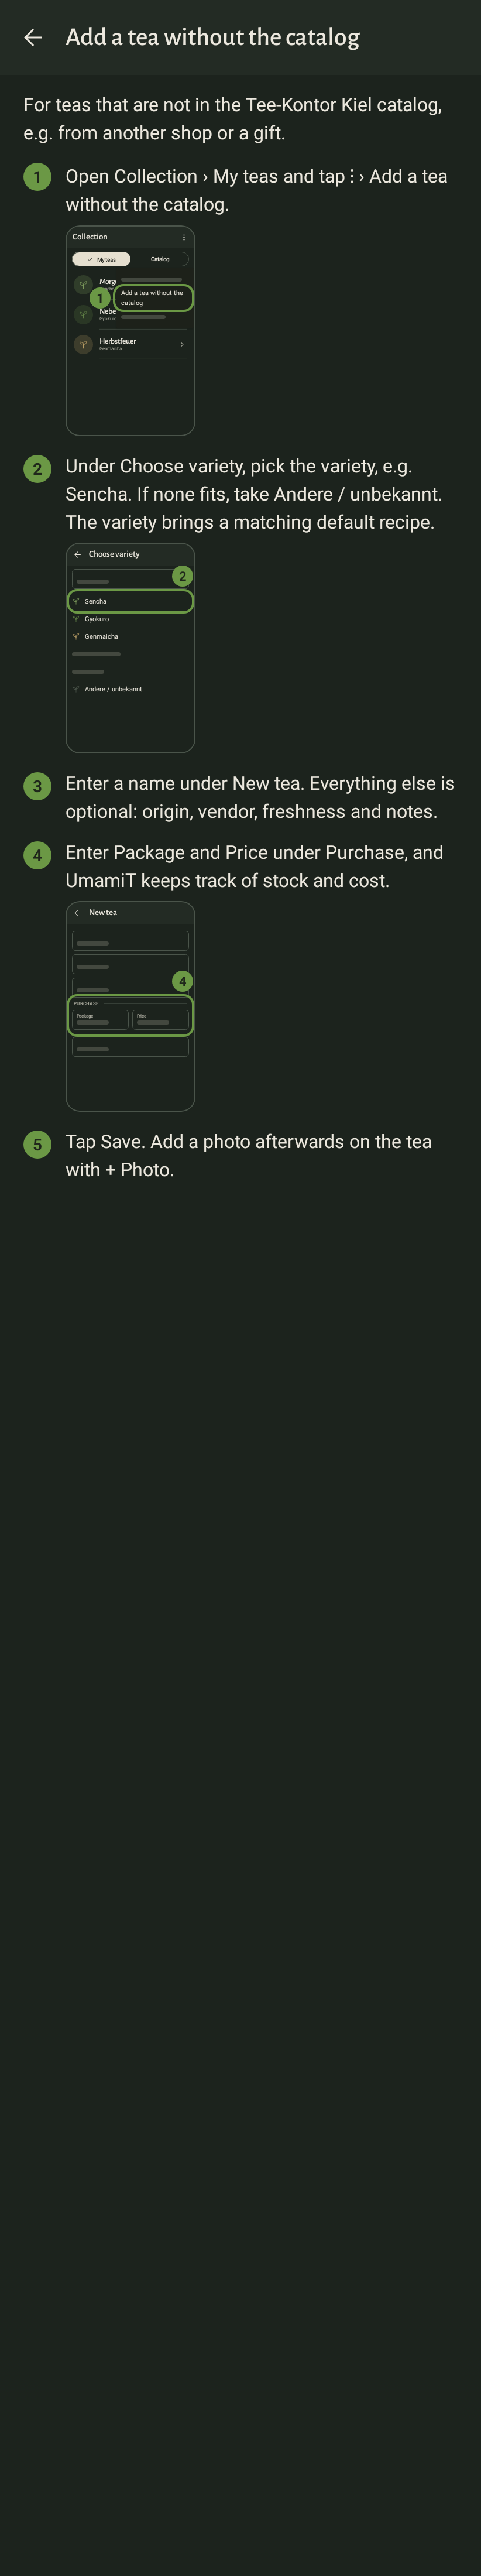 Add a tea without the catalog
For teas that are not in the Tee-Kontor Kiel catalog,
e.g. from another shop or a gift.
1
Open Collection › My teas and tap ⋮ › Add a tea
without the catalog.
Collection
My teas
Catalog
Morg
Add a tea without the
catalog
1
Nebe
Gyokuro
Herbstfeuer
Genmaicha
2
Under Choose variety, pick the variety, e.g.
Sencha. If none fits, take Andere / unbekannt.
The variety brings a matching default recipe.
Choose variety
2
Sencha
Gyokuro
Genmaicha
Andere / unbekannt
3
Enter a name under New tea. Everything else is
optional: origin, vendor, freshness and notes.
4
Enter Package and Price under Purchase, and
UmamiT keeps track of stock and cost.
New tea
4
PURCHASE
Package
Price
5
Tap Save. Add a photo afterwards on the tea
with + Photo.